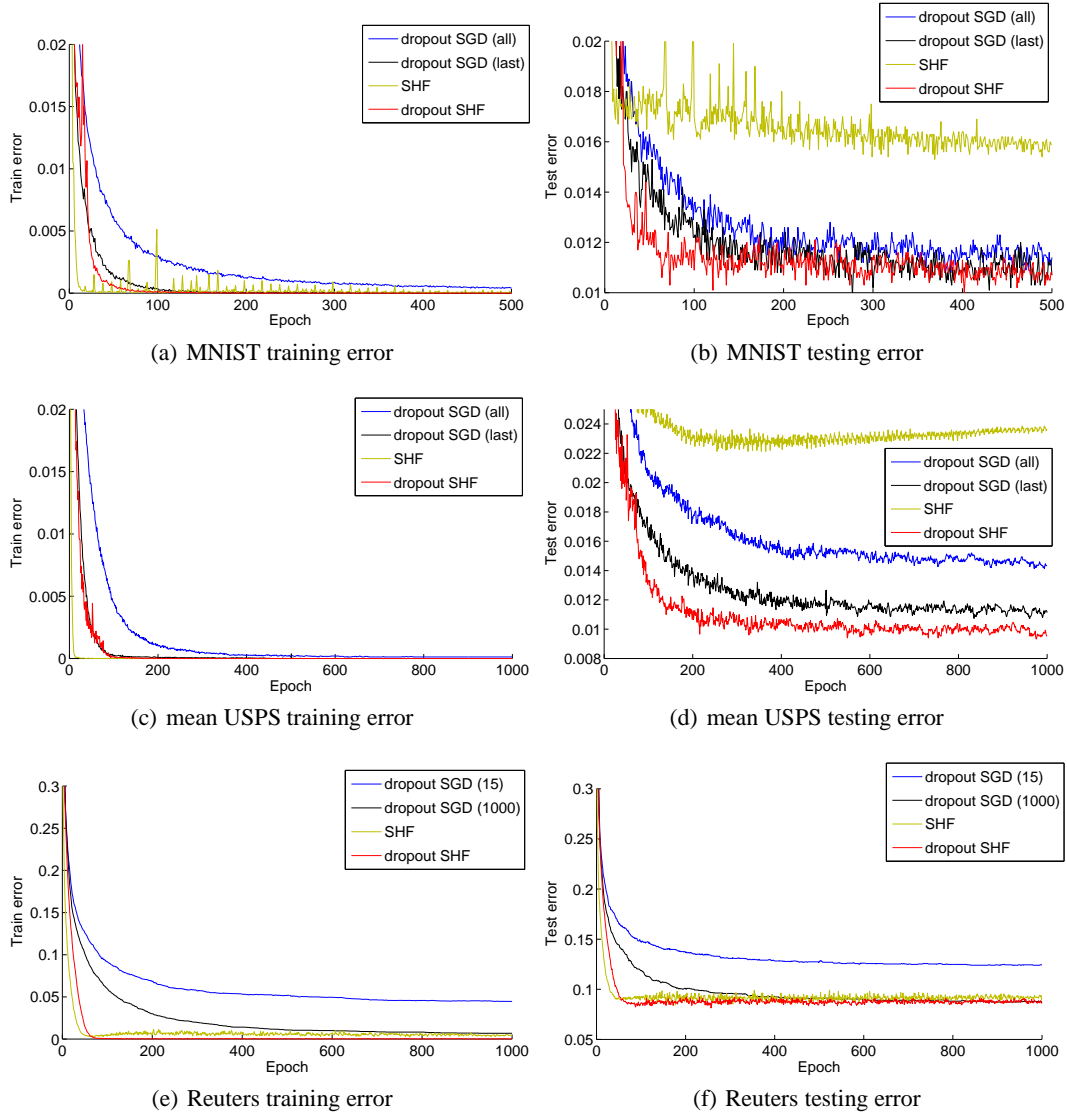 0.02
0.015
0.01
0.005
0
0 100 200 300 400 500
Train error
Epoch
dropout SGD (all)
dropout SGD (last)
SHF
dropout SHF
(a) MNIST training error
0.02
0.018
0.016
0.014
0.012
0.01
0 100 200 300 400 500
Test error
Epoch
dropout SGD (all)
dropout SGD (last)
SHF
dropout SHF
(b) MNIST testing error
0.02
0.015
0.01
0.005
0
0 200 400 600 800 1000
Train error
Epoch
dropout SGD (all)
dropout SGD (last)
SHF
dropout SHF
(c) mean USPS training error
0.024
0.022
0.02
0.018
0.016
0.014
0.012
0.01
0.008
0 200 400 600 800 1000
Test error
Epoch
dropout SGD (all)
dropout SGD (last)
SHF
dropout SHF
(d) mean USPS testing error
0.3
0.25
0.2
0.15
0.1
0.05
0
0 200 400 600 800 1000
Train error
Epoch
dropout SGD (15)
dropout SGD (1000)
SHF
dropout SHF
(e) Reuters training error
0.3
0.25
0.2
0.15
0.1
0.05
0 200 400 600 800 1000
Test error
Epoch
dropout SGD (15)
dropout SGD (1000)
SHF
dropout SHF
(f) Reuters testing error